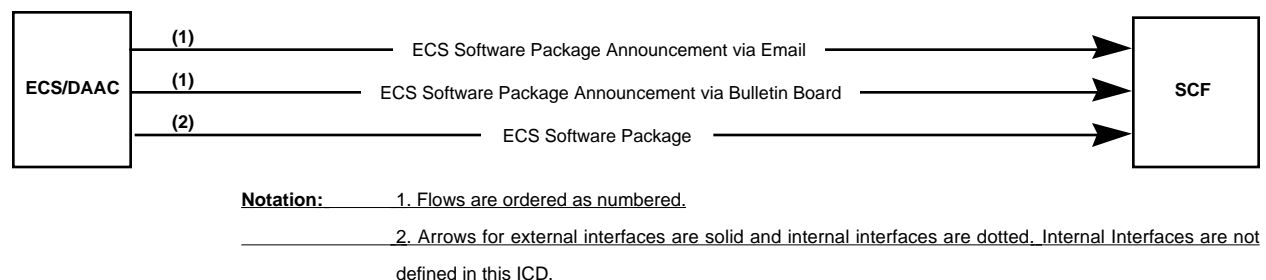 (1)
ECS Software Package Announcement via Email
ECS/DAAC
(1)
ECS Software Package Announcement via Bulletin Board
SCF
(2)
ECS Software Package
Notation: 1. Flows are ordered as numbered.
2. Arrows for external interfaces are solid and internal interfaces are dotted. Internal Interfaces are not
defined in this ICD.